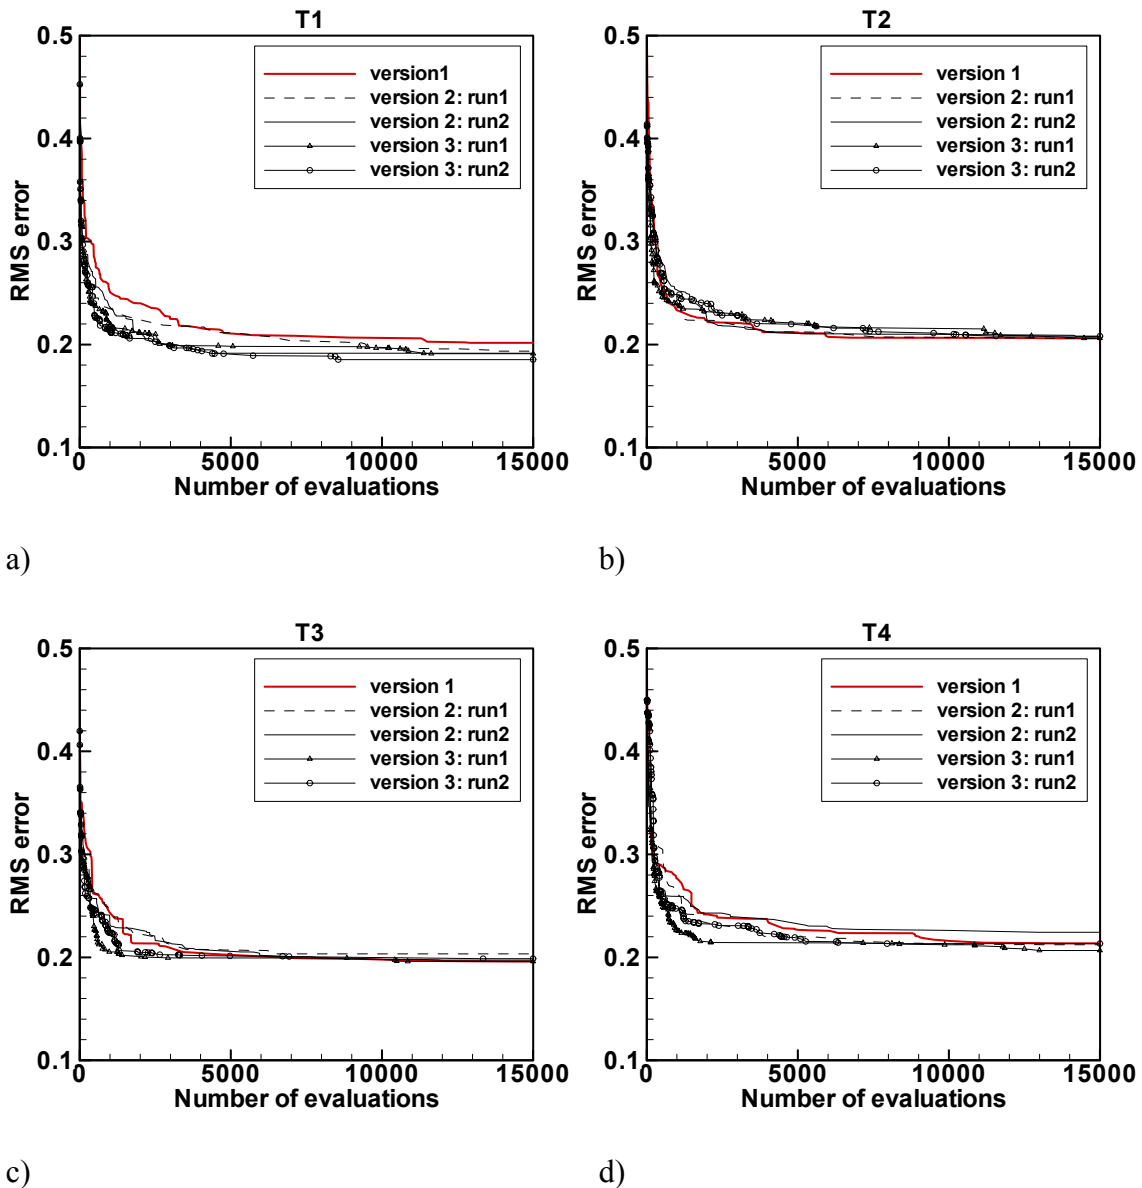 T1
0.5
0.4
0.3
0.2
0.1
RMS error
version1
version 2: run1
version 2: run2
version 3: run1
version 3: run2
0 5000 10000 15000
Number of evaluations
a)
T2
0.5
0.4
0.3
0.2
0.1
RMS error
version 1
version 2: run1
version 2: run2
version 3: run1
version 3: run2
0 5000 10000 15000
Number of evaluations
b)
T3
0.5
0.4
0.3
0.2
0.1
RMS error
version 1
version 2: run1
version 2: run2
version 3: run1
version 3: run2
0 5000 10000 15000
Number of evaluations
c)
T4
0.5
0.4
0.3
0.2
0.1
RMS error
version 1
version 2: run1
version 2: run2
version 3: run1
version 3: run2
0 5000 10000 15000
Number of evaluations
d)